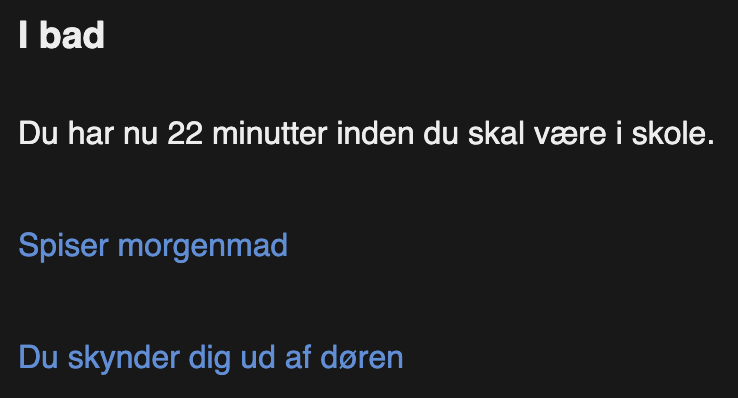 I bad
Du har nu 22 minutter inden du skal være i skole.
Spiser morgenmad
Du skynder dig ud af døren